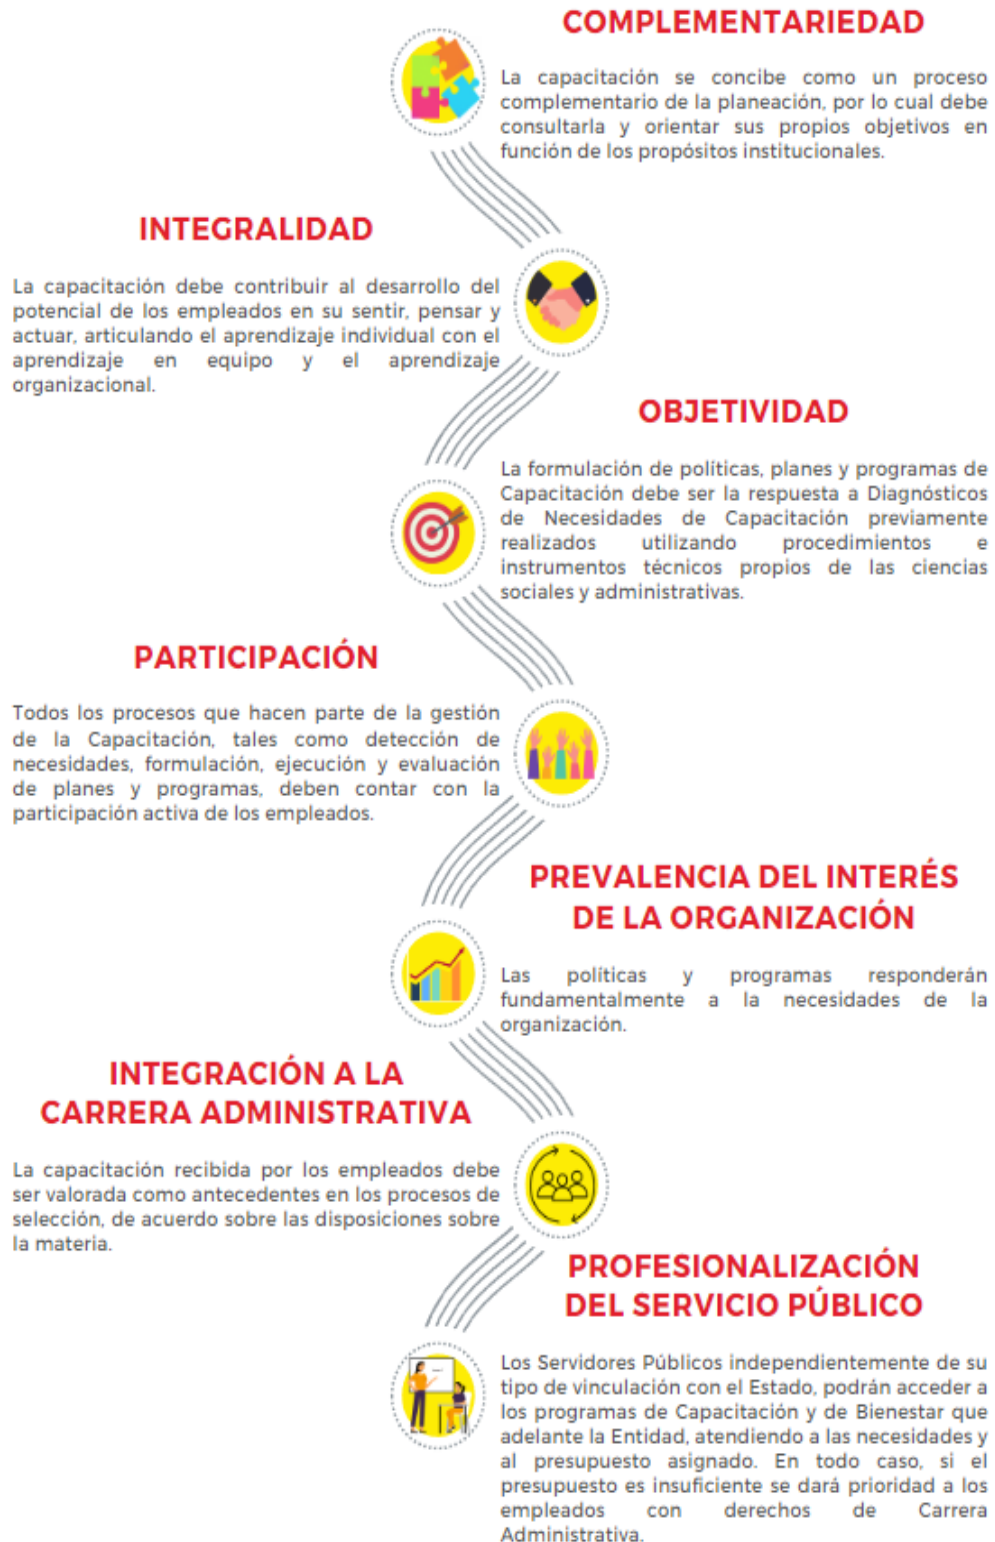 COMPLEMENTARIEDAD
La capacitación se concibe como un proceso
complementario de la planeación, por lo cual debe
consultarla y orientar sus propios objetivos en
función de los propósitos institucionales.
INTEGRALIDAD
La capacitación debe contribuir al desarrollo del
potencial de los empleados en su sentir, pensar y
actuar, articulando el aprendizaje individual con el
aprendizaje en equipo y el aprendizaje
organizacional.
OBJETIVIDAD
La formulación de políticas, planes y programas de
Capacitación debe ser la respuesta a Diagnósticos
de Necesidades de Capacitación previamente
realizados utilizando procedimientos e
instrumentos técnicos propios de las ciencias
sociales y administrativas.
PARTICIPACIÓN
Todos los procesos que hacen parte de la gestión
de la Capacitación, tales como detección de
necesidades, formulación, ejecución y evaluación
de planes y programas, deben contar con la
participación activa de los empleados.
PREVALENCIA DEL INTERÉS
DE LA ORGANIZACIÓN
Las políticas y programas responderán
fundamentalmente a la necesidades de la
organización.
INTEGRACIÓN A LA
CARRERA ADMINISTRATIVA
La capacitación recibida por los empleados debe
ser valorada como antecedentes en los procesos de
selección, de acuerdo sobre las disposiciones sobre
la materia.
PROFESIONALIZACIÓN
DEL SERVICIO PÚBLICO
Los Servidores Públicos independientemente de su
tipo de vinculación con el Estado, podrán acceder a
los programas de Capacitación y de Bienestar que
adelante la Entidad, atendiendo a las necesidades y
al presupuesto asignado. En todo caso, si el
presupuesto es insuficiente se dará prioridad a los
empleados con derechos de Carrera
Administrativa.